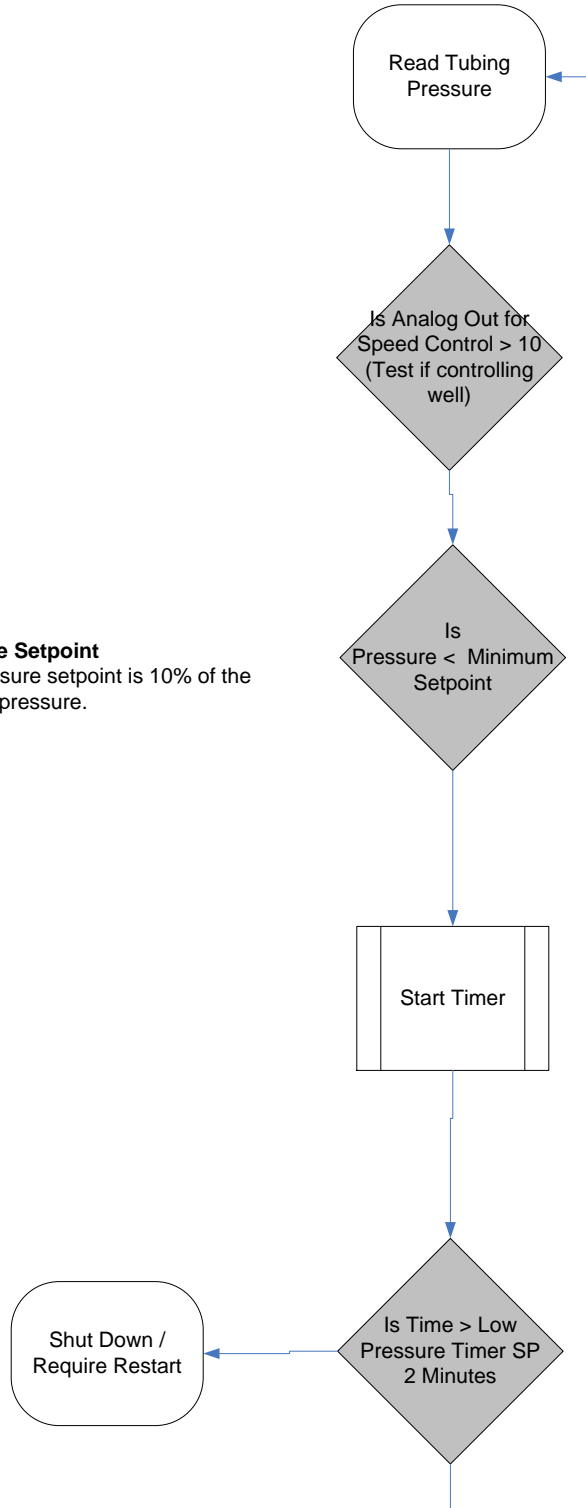 Read Tubing
Pressure
Is Analog Out for
Speed Control > 10
(Test if controlling
well)
Is
Pressure < Minimum
Setpoint
e Setpoint
sure setpoint is 10% of the
pressure.
Start Timer
Is Time > Low
Pressure Timer SP
2 Minutes
Shut Down /
Require Restart